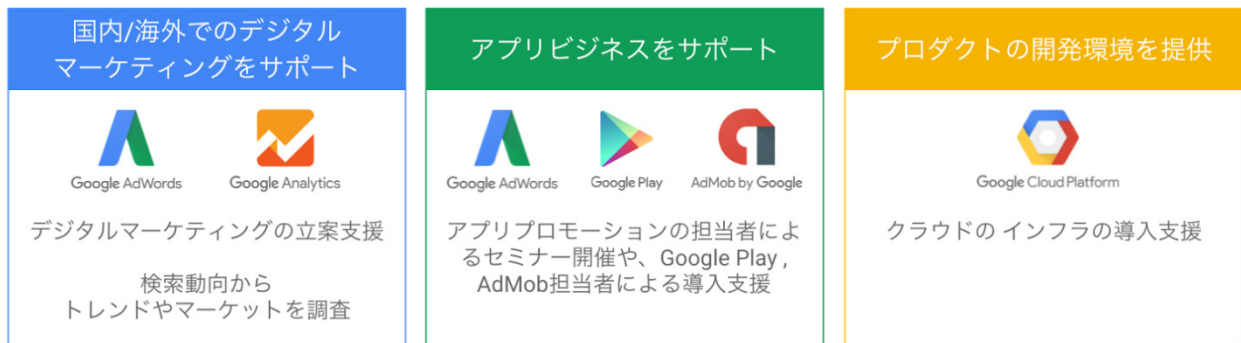 国内/海外でのデジタル
マーケティングをサポート
Google AdWords
Google Analytics
デジタルマーケティングの立案支援
検索動向から
トレンドやマーケットを調査
アプリビジネスをサポート
Google AdWords
Google Play
AdMob by Google
アプリプロモーションの担当者によ
るセミナー開催や、Google Play ,
AdMob担当者による導入支援
プロダクトの開発環境を提供
Google Cloud Platform
クラウドの インフラの導入支援